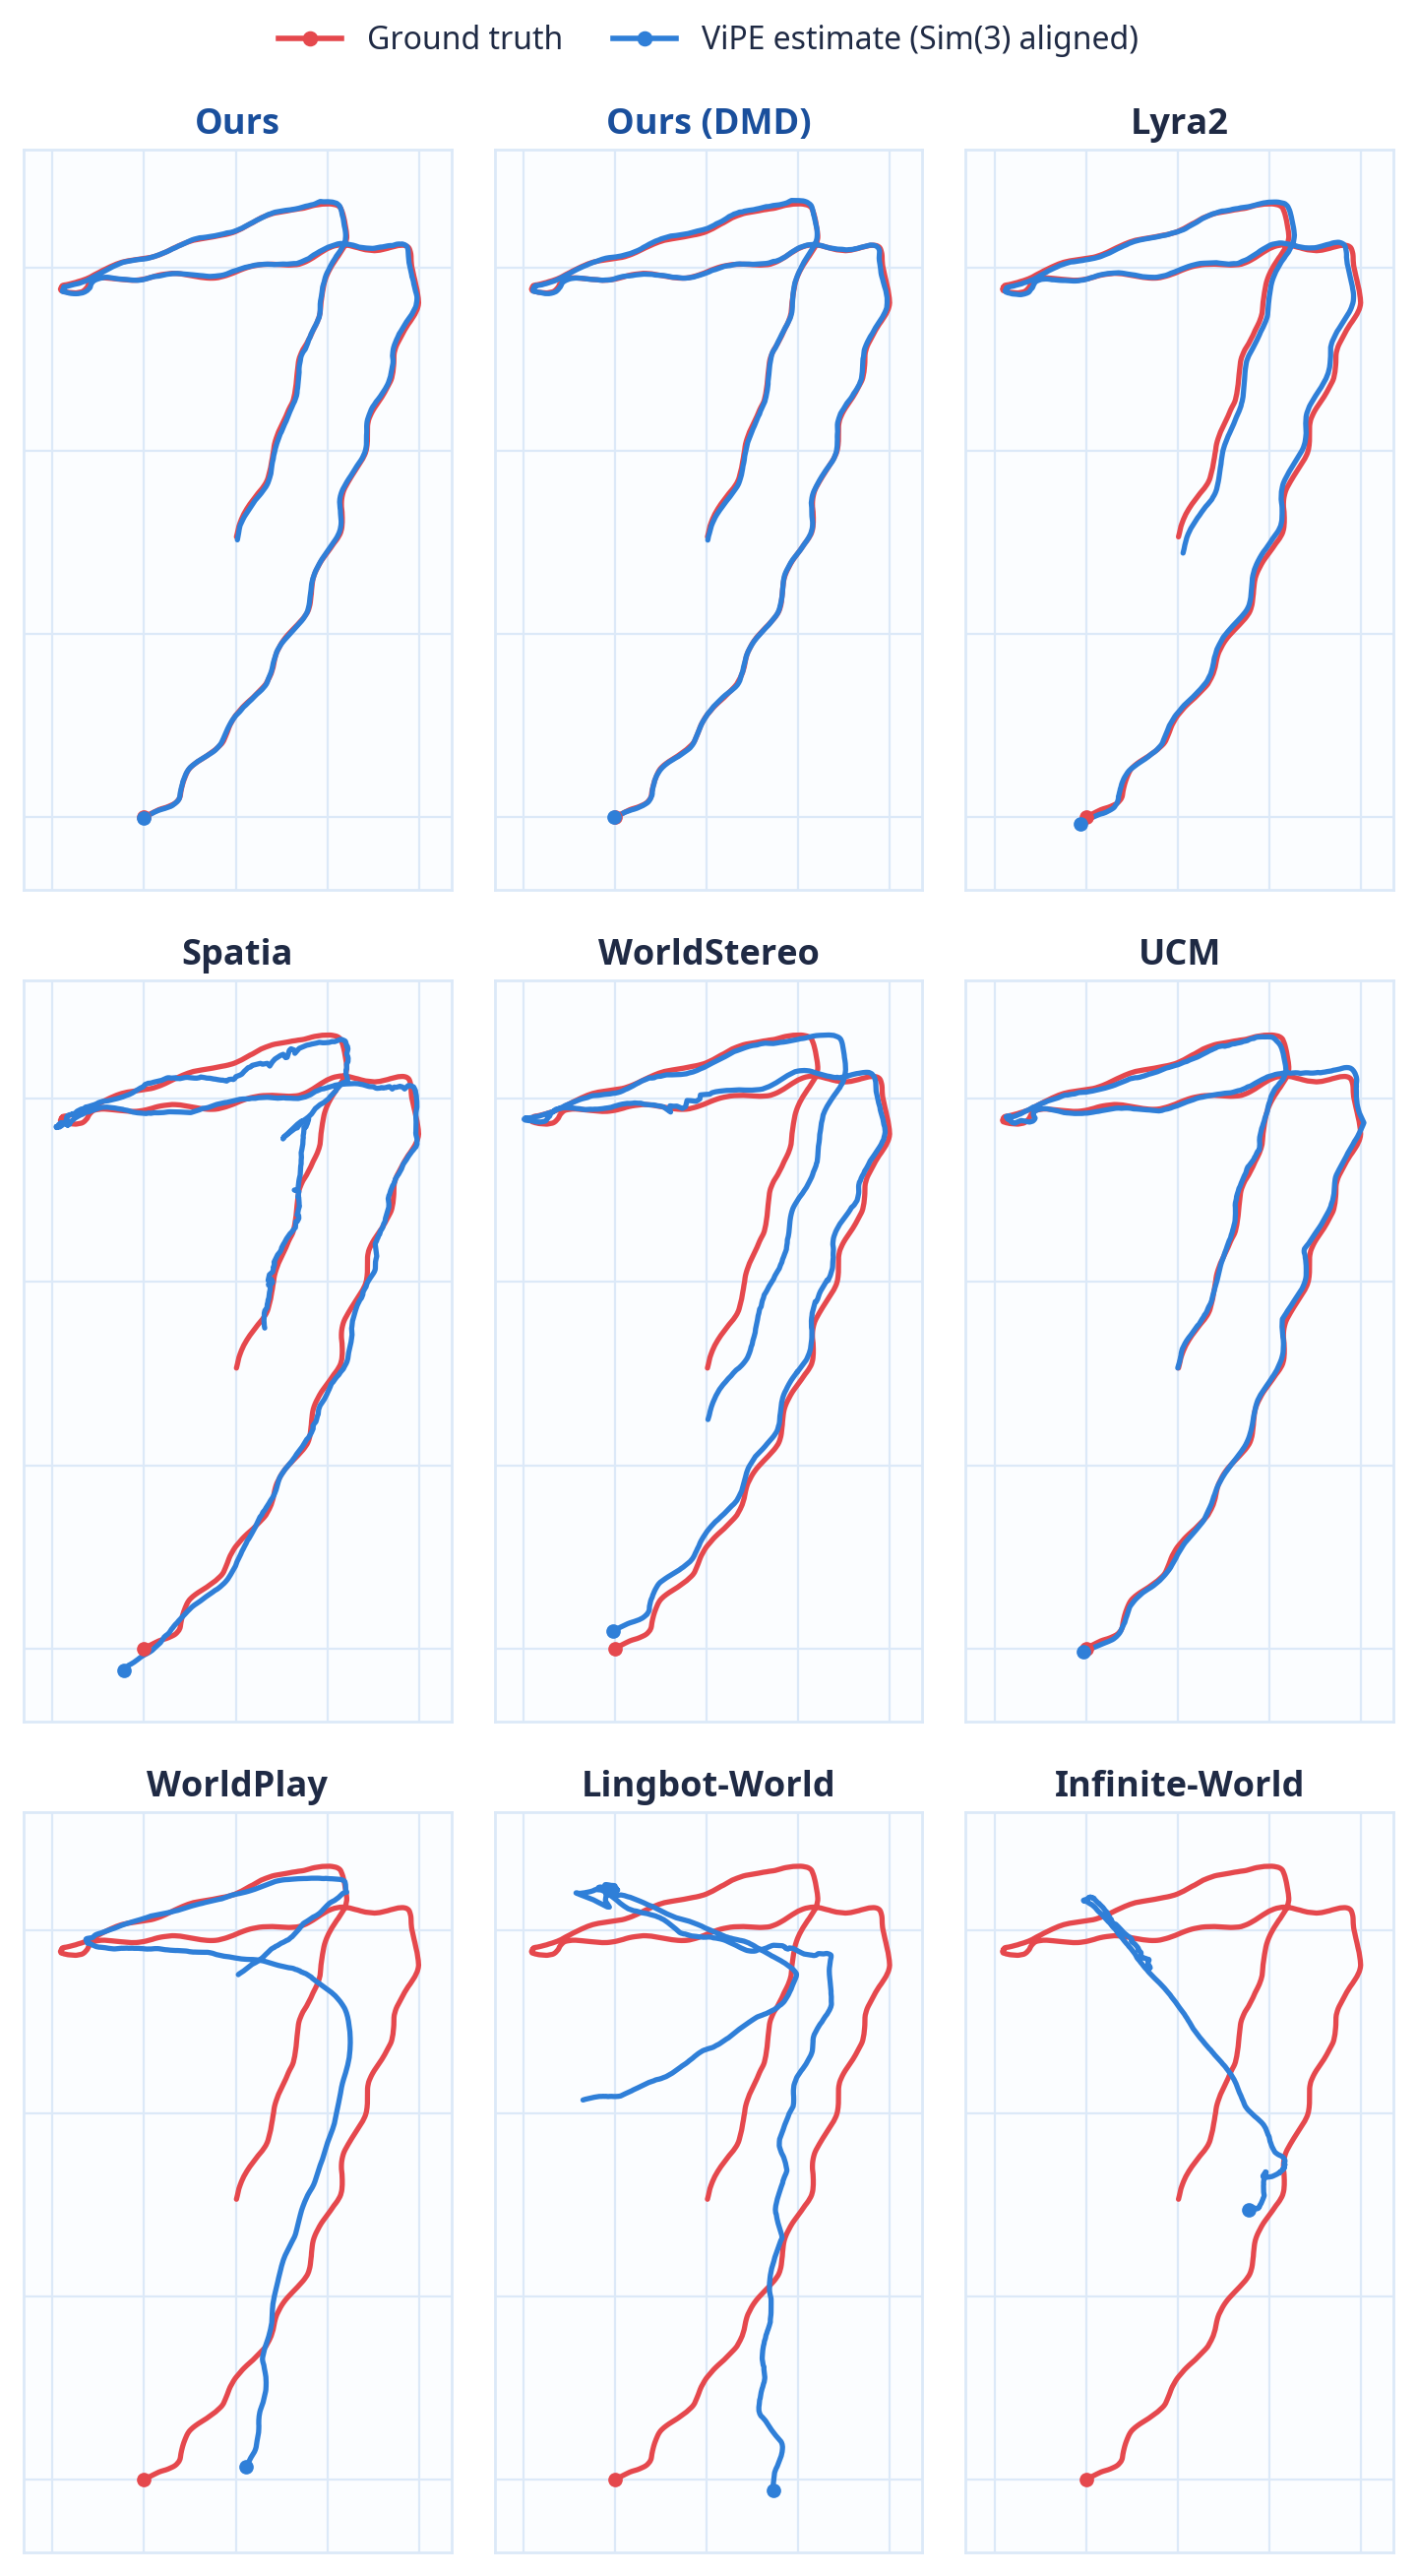 Ground truth
ViPE estimate (Sim(3) aligned)
Ours
Ours (DMD)
Lyra2
Spatia
WorldStereo
UCM
WorldPlay
Lingbot-World
Infinite-World